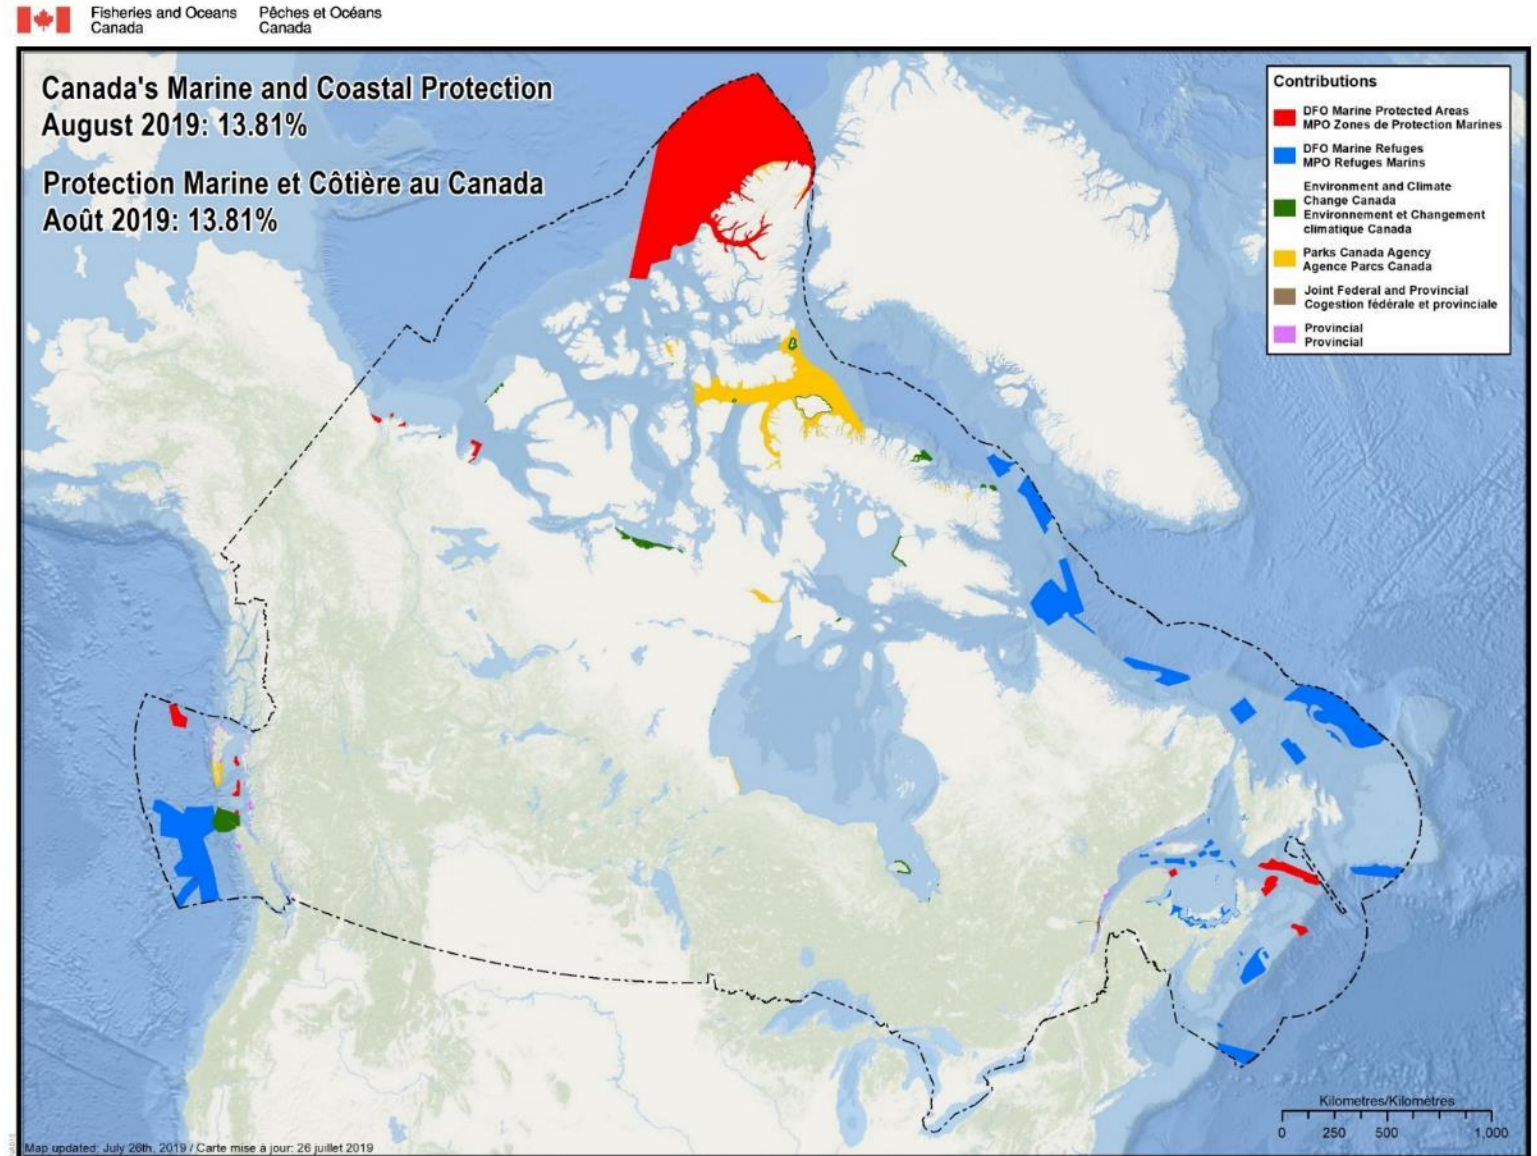 Fisheries and Oceans
Canada
Pêches et Océans
Canada
Canada's Marine and Coastal Protection
August 2019: 13.81%
Protection Marine et Côtière au Canada
Août 2019: 13.81%
Contributions
DFO Marine Protected Areas
MPO Zones de Protection Marines
DFO Marine Refuges
MPO Refuges Marins
Environment and Climate
Change Canada
Environnement et Changement
climatique Canada
Parks Canada Agency
Agence Parcs Canada
Joint Federal and Provincial
Cogestion fédérale et provinciale
Provincial
Provincial
Kilometres/Kilomètres
0 250 500 1,000
Map updated: July 26th, 2019 / Carte mise à jour: 26 juillet 2019